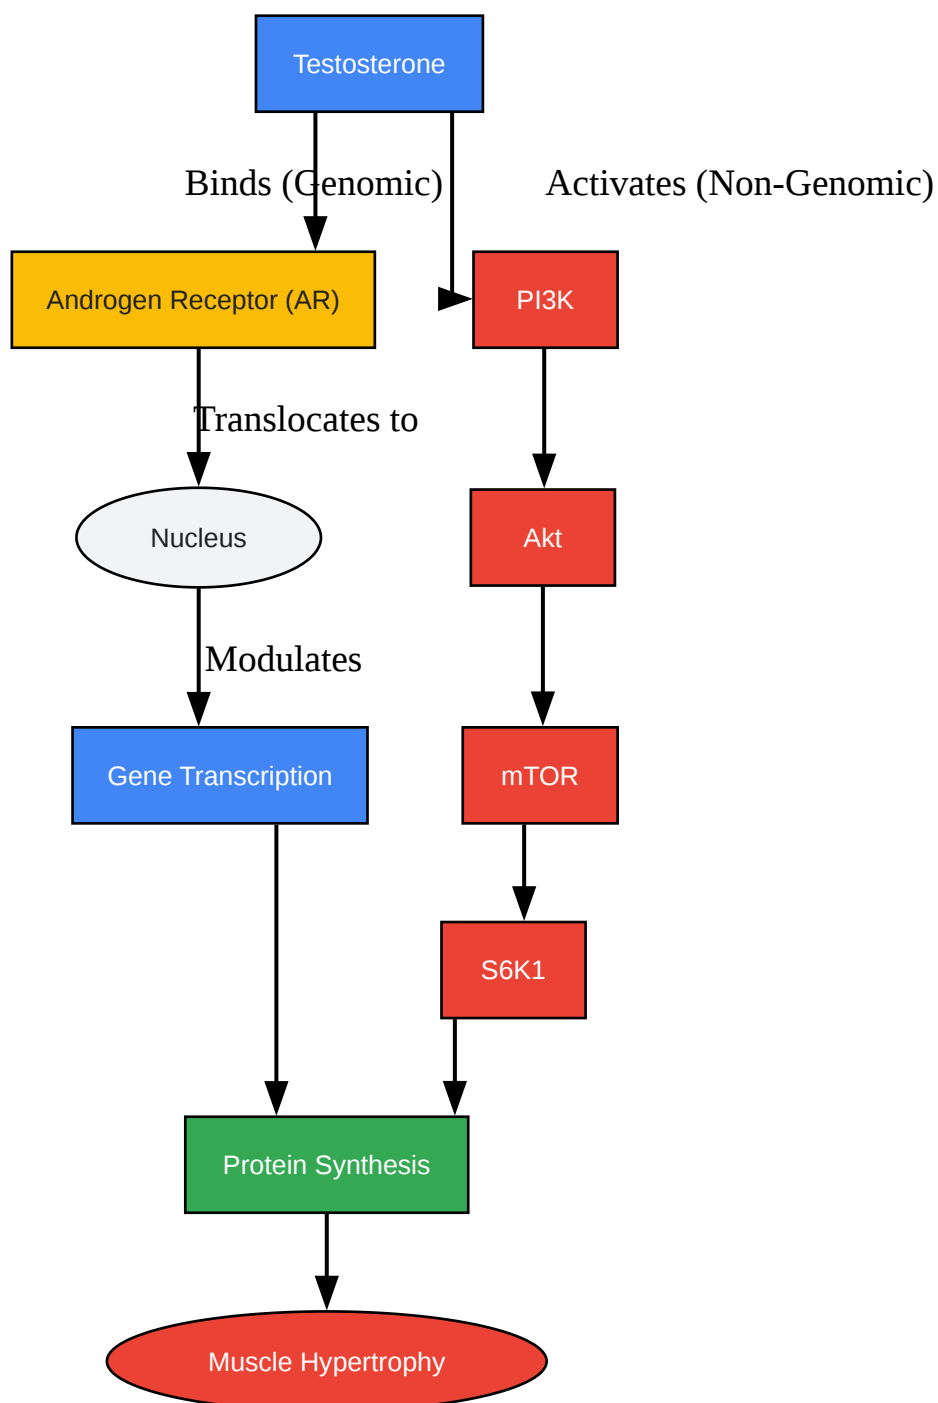 Testosterone
Binds (Genomic)
Activates (Non-Genomic)
Androgen Receptor (AR)
PI3K
Translocates to
Nucleus
Akt
Modulates
Gene Transcription
mTOR
S6K1
Protein Synthesis
Muscle Hypertrophy